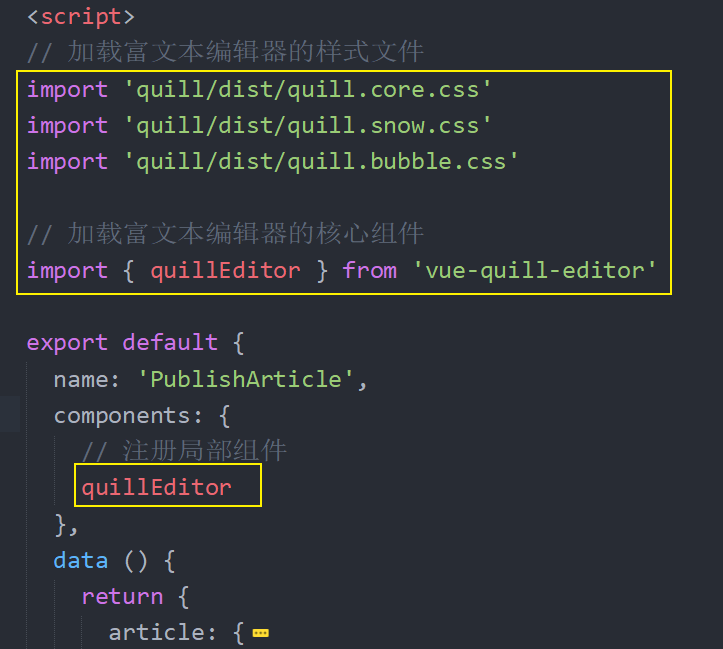 <script>
// 加载富文本编辑器的样式文件
import 'quill/dist/quill.core.css'
import 'quill/dist/quill.snow.css'
import 'quill/dist/quill.bubble.css'
// 加载富文本编辑器的核心组件
import { quillEditor } from 'vue-quill-editor'
export default {
name: 'PublishArticle',
components: {
// 注册局部组件
quillEditor
},
data () {
return {
article: {